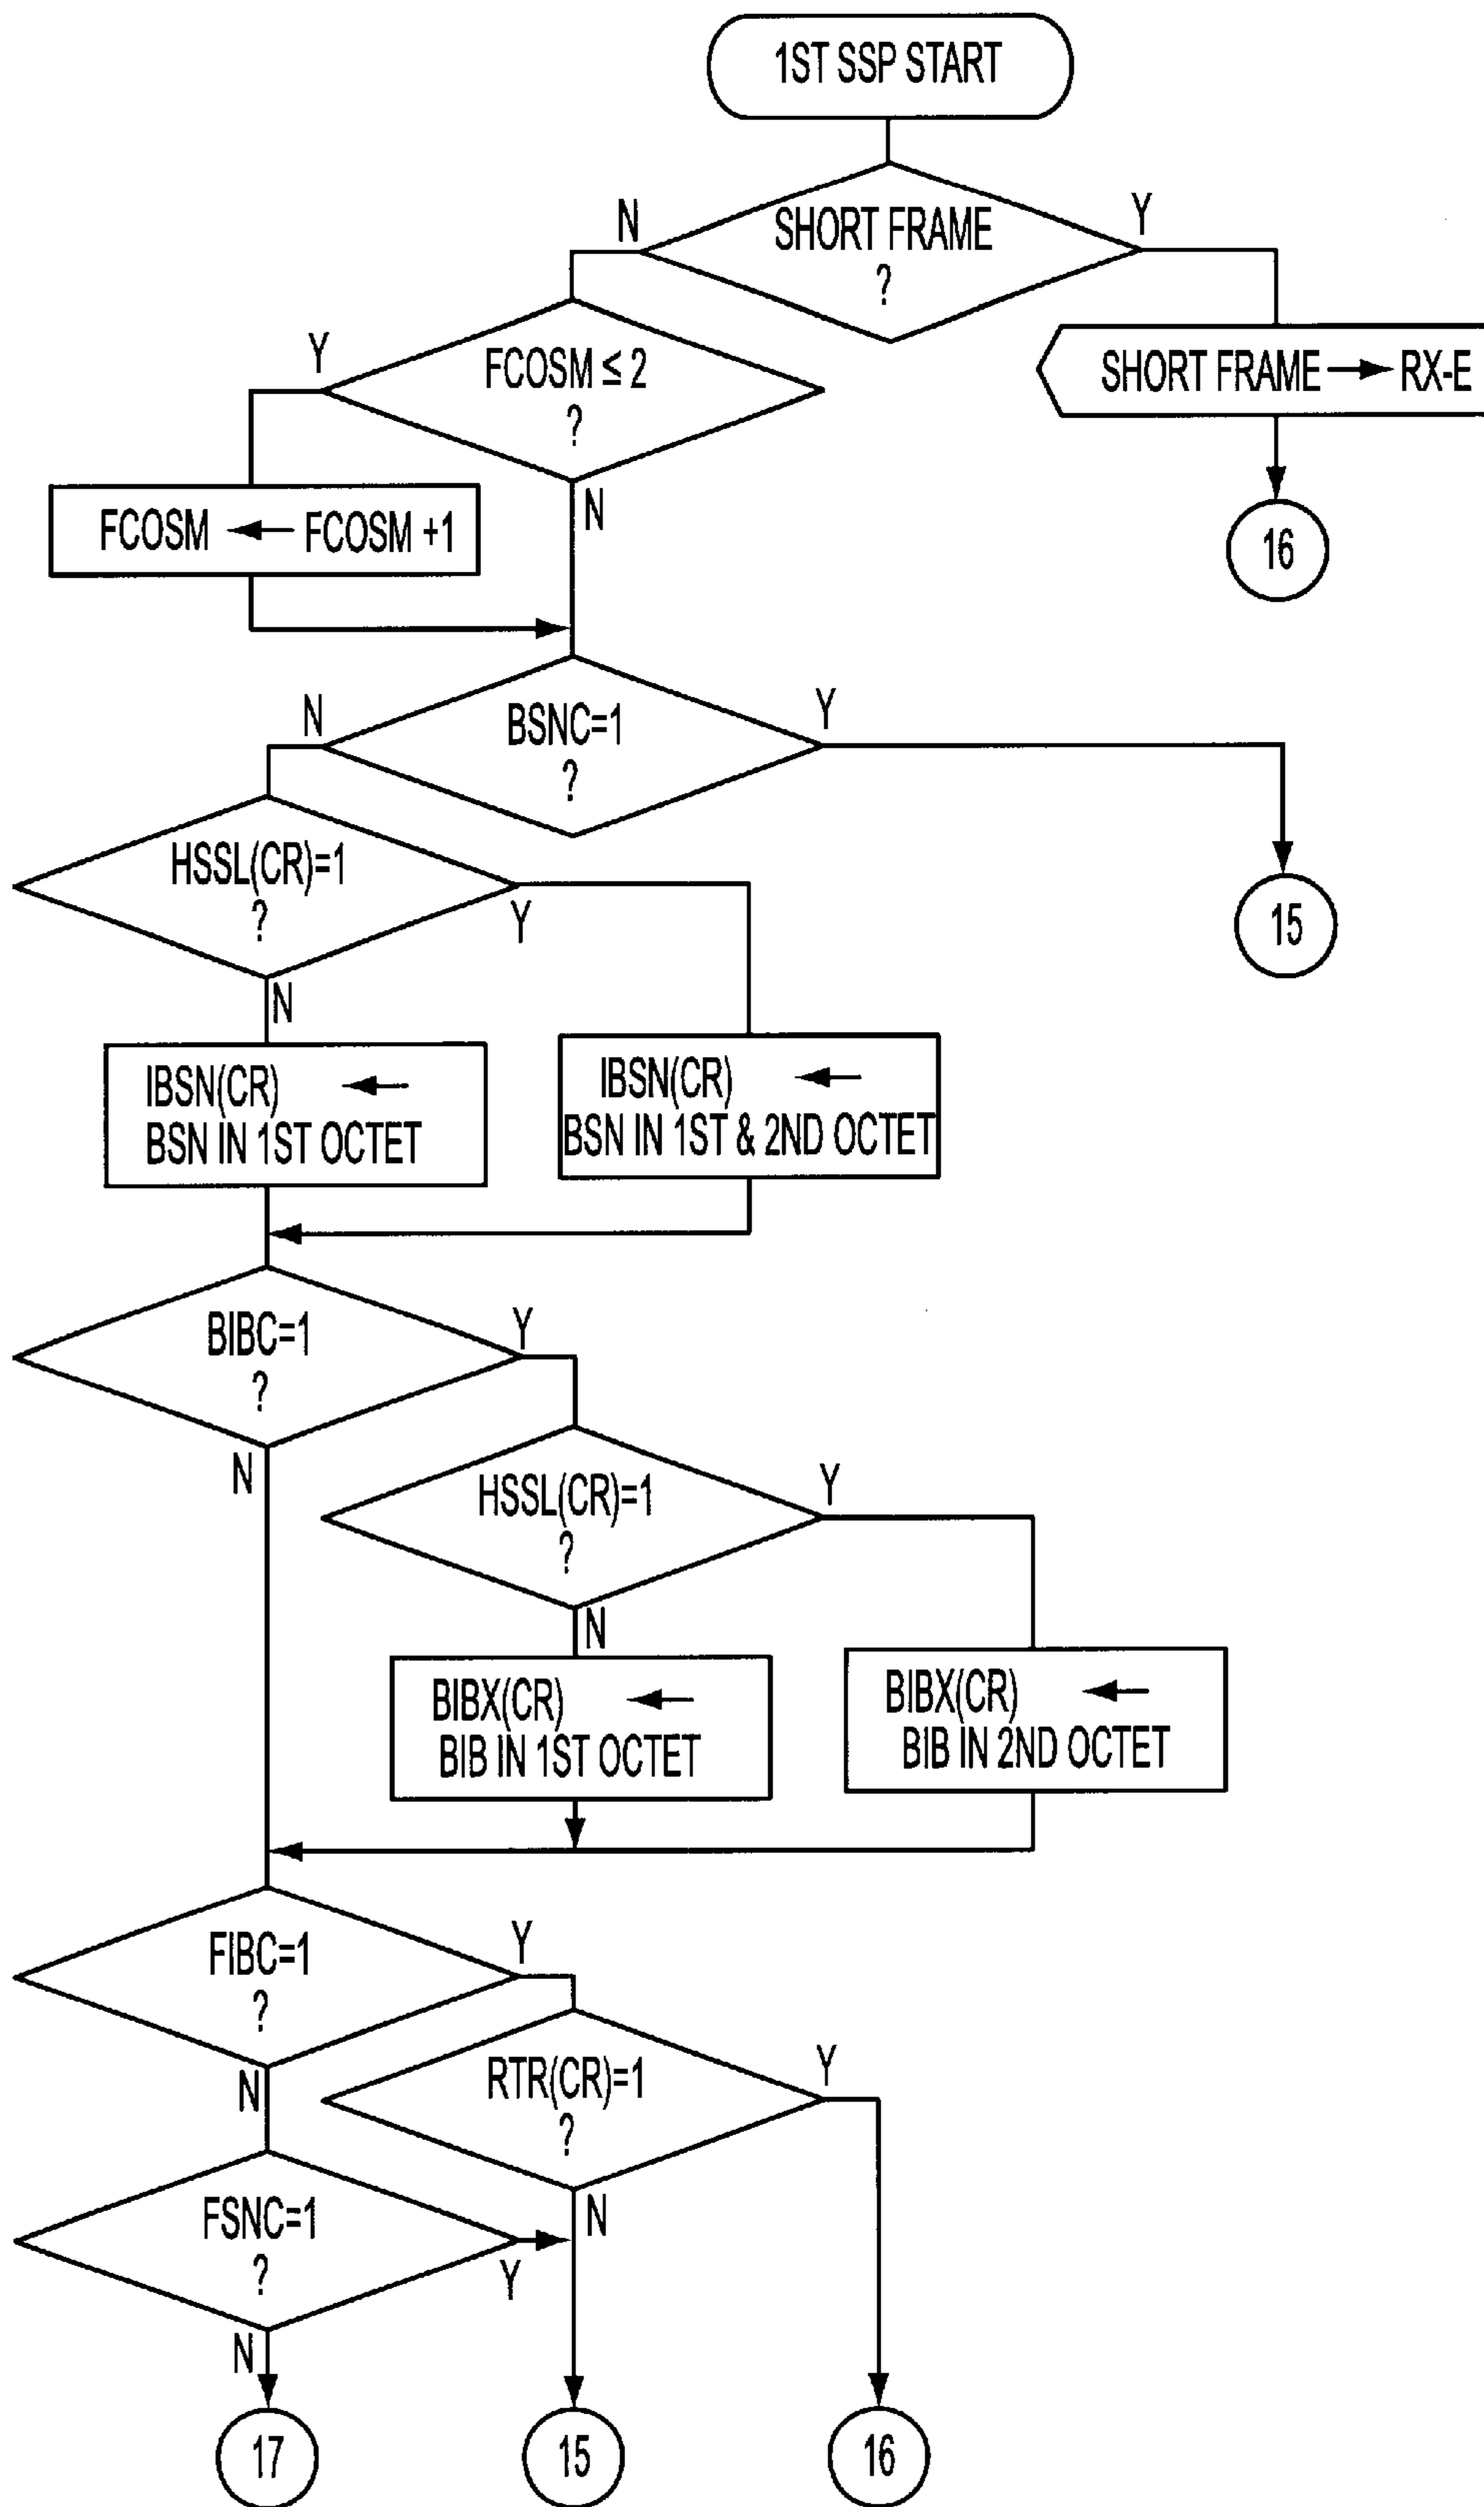 1ST SSP START
N
SHORT FRAME
?
Y
Y
FCOSM ≤ 2
?
SHORT FRAME → RX-E
FCOSM ← FCOSM +1
N
16
N
BSNC=1
?
Y
HSSL(CR)=1
?
Y
15
N
IBSN(CR) ←
BSN IN 1ST OCTET
IBSN(CR) ←
BSN IN 1ST & 2ND OCTET
BIBC=1
?
Y
N
HSSL(CR)=1
?
Y
N
BIBX(CR) ←
BIB IN 1ST OCTET
BIBX(CR) ←
BIB IN 2ND OCTET
FIBC=1
?
Y
N
RTR(CR)=1
?
Y
FSNC=1
?
Y
N
N
17
15
16